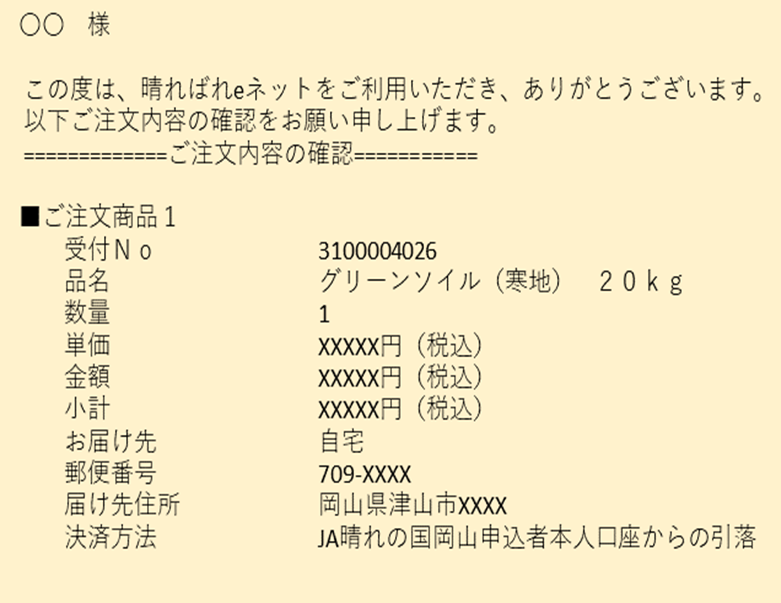 〇〇　様
この度は、晴ればれeネットをご利用いただき、ありがとうございます。
以下ご注文内容の確認をお願い申し上げます。
=============ご注文内容の確認===========
■ご注文商品１
受付Ｎｏ　3100004026
品名　グリーンソイル（寒地）　２０ｋｇ
数量　1
単価　XXXXX円（税込）
金額　XXXXX円（税込）
小計　XXXXX円（税込）
お届け先　自宅
郵便番号　709-XXXX
届け先住所　岡山県津山市XXXX
決済方法　JA晴れの国岡山申込者本人口座からの引落